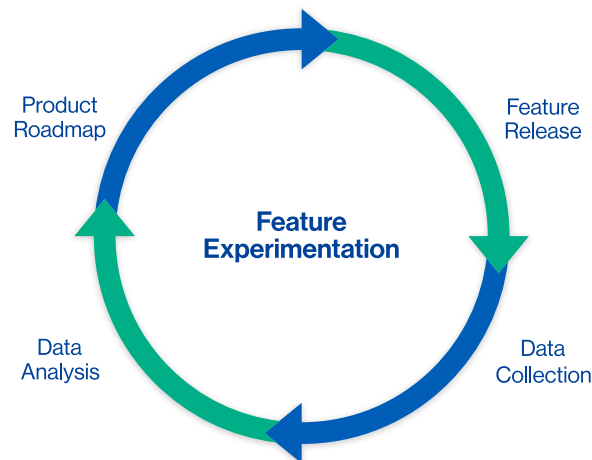 Product
Roadmap
Feature
Release
Feature
Experimentation
Data
Analysis
Data
Collection